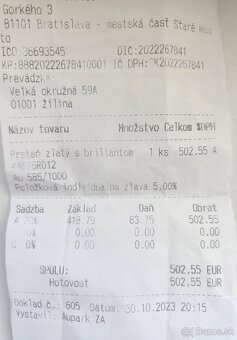 Gorkého 3
81101 Bratislava - mestská časť Staré Mes
to
IČO:36693545 DIČ:2022267841
KP:88820222678410001 IČ DPH: SK2022267841
Prevádzka:
Veľká okružná 59A
01001 Žilina
Názov tovaru Množstvo Celkom %DPH
Prsteň zlatý s briliantom 1 ks 502.55 A
R012
Au 585/1000
Položková individuálna zľava 5,00%
Sadzba Základ Daň Obrat
A 20% 418.79 83.76 502.55
B 10% 0.00 0.00 0.00
C 0% 0.00 0.00 0.00
SPOLU: 502.55 EUR
Hotovosť 502.55 EUR
Doklad č.: 605 Dátum: 30.10.2023 20:15
Vystavil: Aupark ZA
bazos.sk